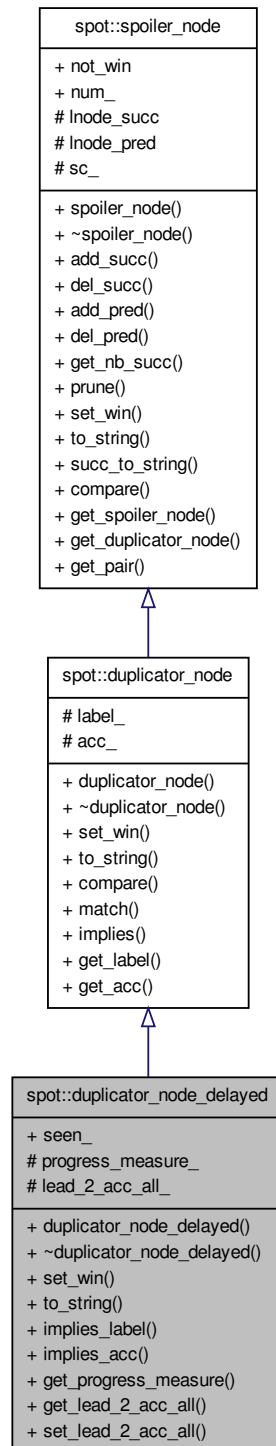 spot::spoiler_node
+ not_win
+ num_
# lnode_succ
# lnode_pred
# sc_
+ spoiler_node()
+ ~spoiler_node()
+ add_succ()
+ del_succ()
+ add_pred()
+ del_pred()
+ get_nb_succ()
+ prune()
+ set_win()
+ to_string()
+ succ_to_string()
+ compare()
+ get_spoiler_node()
+ get_duplicator_node()
+ get_pair()
spot::duplicator_node
# label_
# acc_
+ duplicator_node()
+ ~duplicator_node()
+ set_win()
+ to_string()
+ compare()
+ match()
+ implies()
+ get_label()
+ get_acc()
spot::duplicator_node_delayed
+ seen_
# progress_measure_
# lead_2_acc_all_
+ duplicator_node_delayed()
+ ~duplicator_node_delayed()
+ set_win()
+ to_string()
+ implies_label()
+ implies_acc()
+ get_progress_measure()
+ get_lead_2_acc_all()
+ set_lead_2_acc_all()